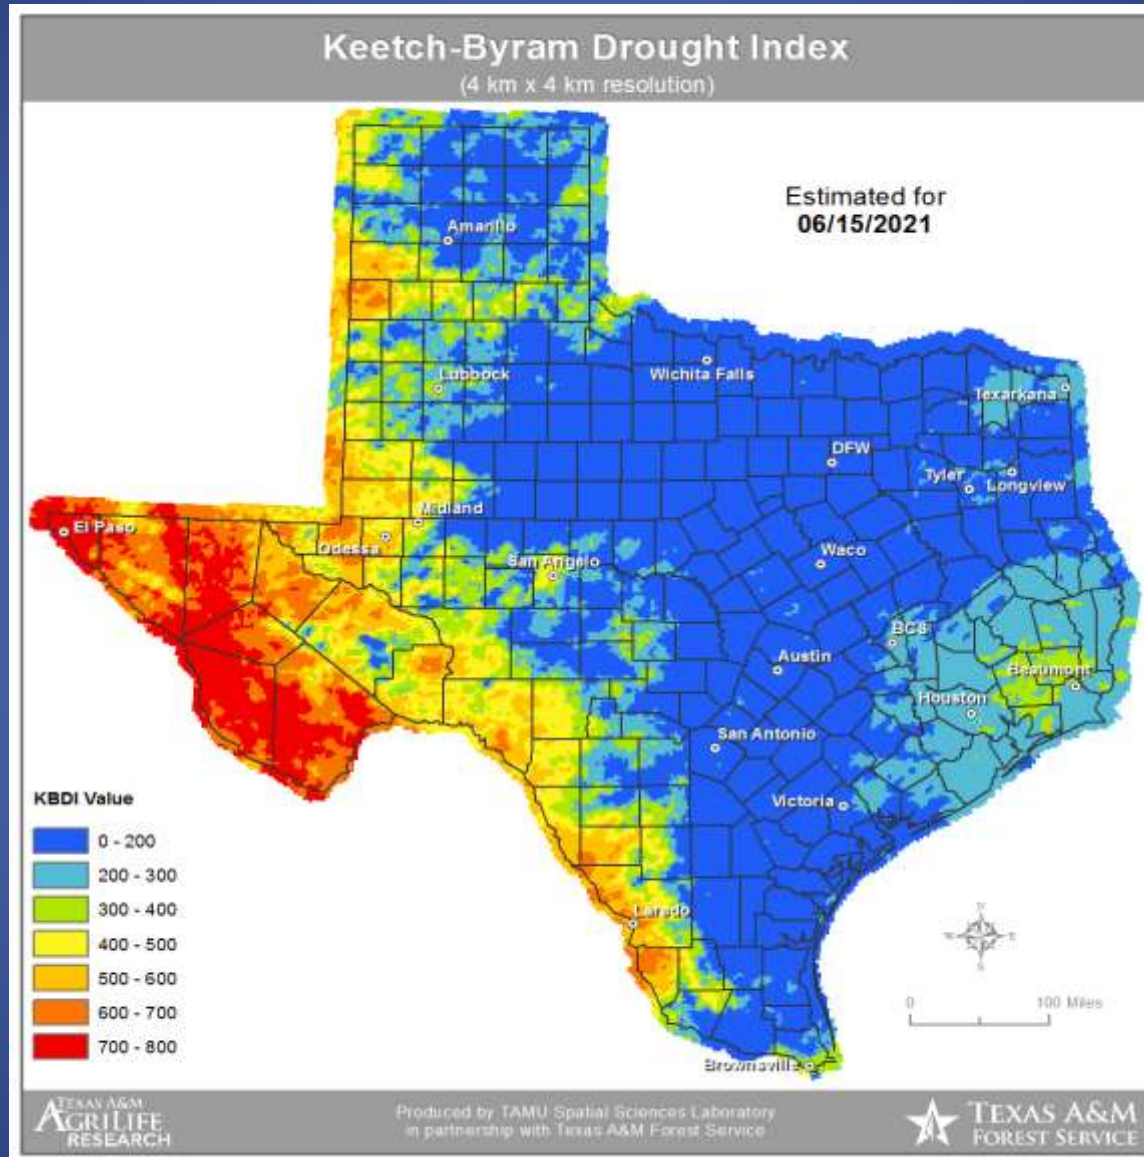 Keetch-Byram Drought Index
(4 km x 4 km resolution)
Estimated for
06/15/2021
Amarillo
Lubbock
Wichita Falls
Texarkana
DFW
Tyler
Longview
Midland
El Paso
Odessa
San Angelo
Waco
BCS
Austin
Beaumont
Houston
San Antonio
Victoria
Laredo
Brownsville
KBDI Value
0 - 200
200 - 300
300 - 400
400 - 500
500 - 600
600 - 700
700 - 800
N
W E
S
0 100 Miles
TEXAS A&M
AGRILIFE
RESEARCH
Produced by TAMU Spatial Sciences Laboratory
in partnership with Texas A&M Forest Service
TEXAS A&M
FOREST SERVICE